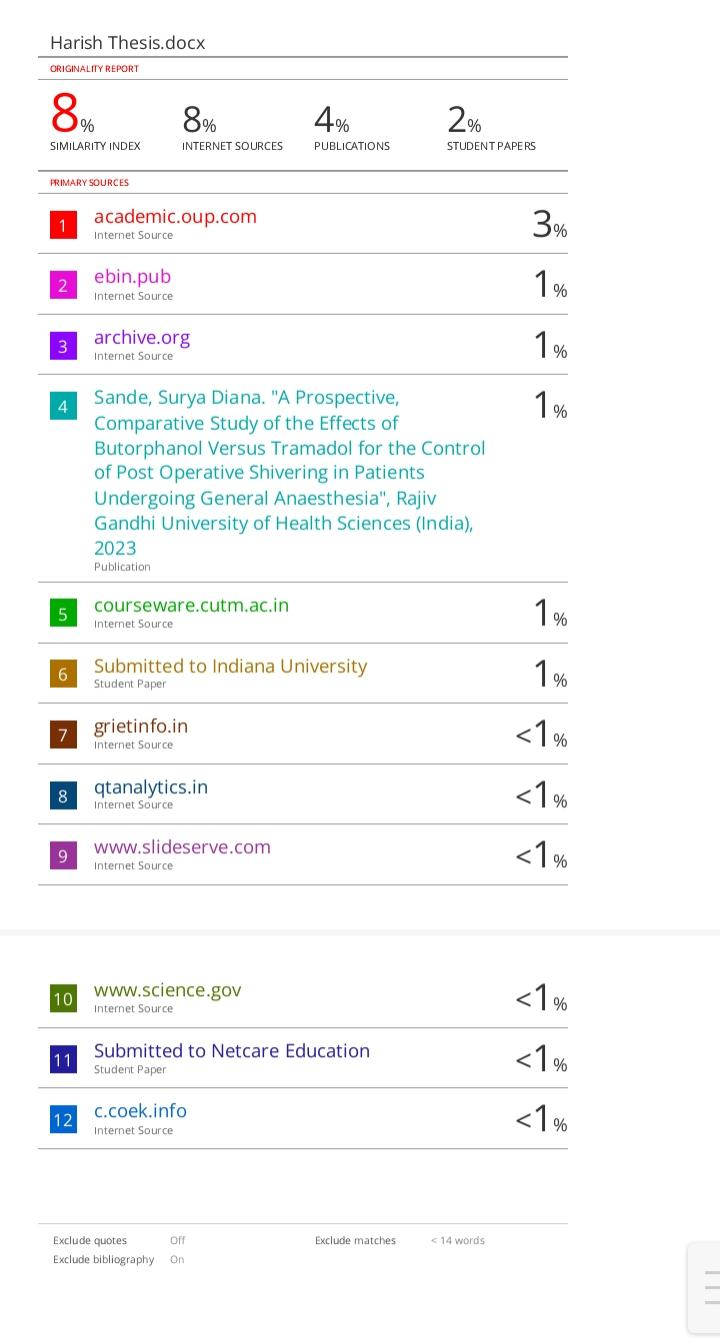 Harish Thesis.docx
ORIGINALITY REPORT
8% 8% 4% 2%
SIMILARITY INDEX INTERNET SOURCES PUBLICATIONS STUDENT PAPERS
PRIMARY SOURCES
1 academic.oup.com 3%
Internet Source
2 ebin.pub 1%
Internet Source
3 archive.org 1%
Internet Source
4 Sande, Surya Diana. "A Prospective, 1%
Comparative Study of the Effects of
Butorphanol Versus Tramadol for the Control
of Post Operative Shivering in Patients
Undergoing General Anaesthesia", Rajiv
Gandhi University of Health Sciences (India),
2023
Publication
5 courseware.cutm.ac.in 1%
Internet Source
6 Submitted to Indiana University 1%
Student Paper
7 grietinfo.in <1%
Internet Source
8 qtanalytics.in <1%
Internet Source
9 www.slideserve.com <1%
Internet Source
10 www.science.gov <1%
Internet Source
11 Submitted to Netcare Education <1%
Student Paper
12 c.coek.info <1%
Internet Source
Exclude quotes Off Exclude matches < 14 words
Exclude bibliography On